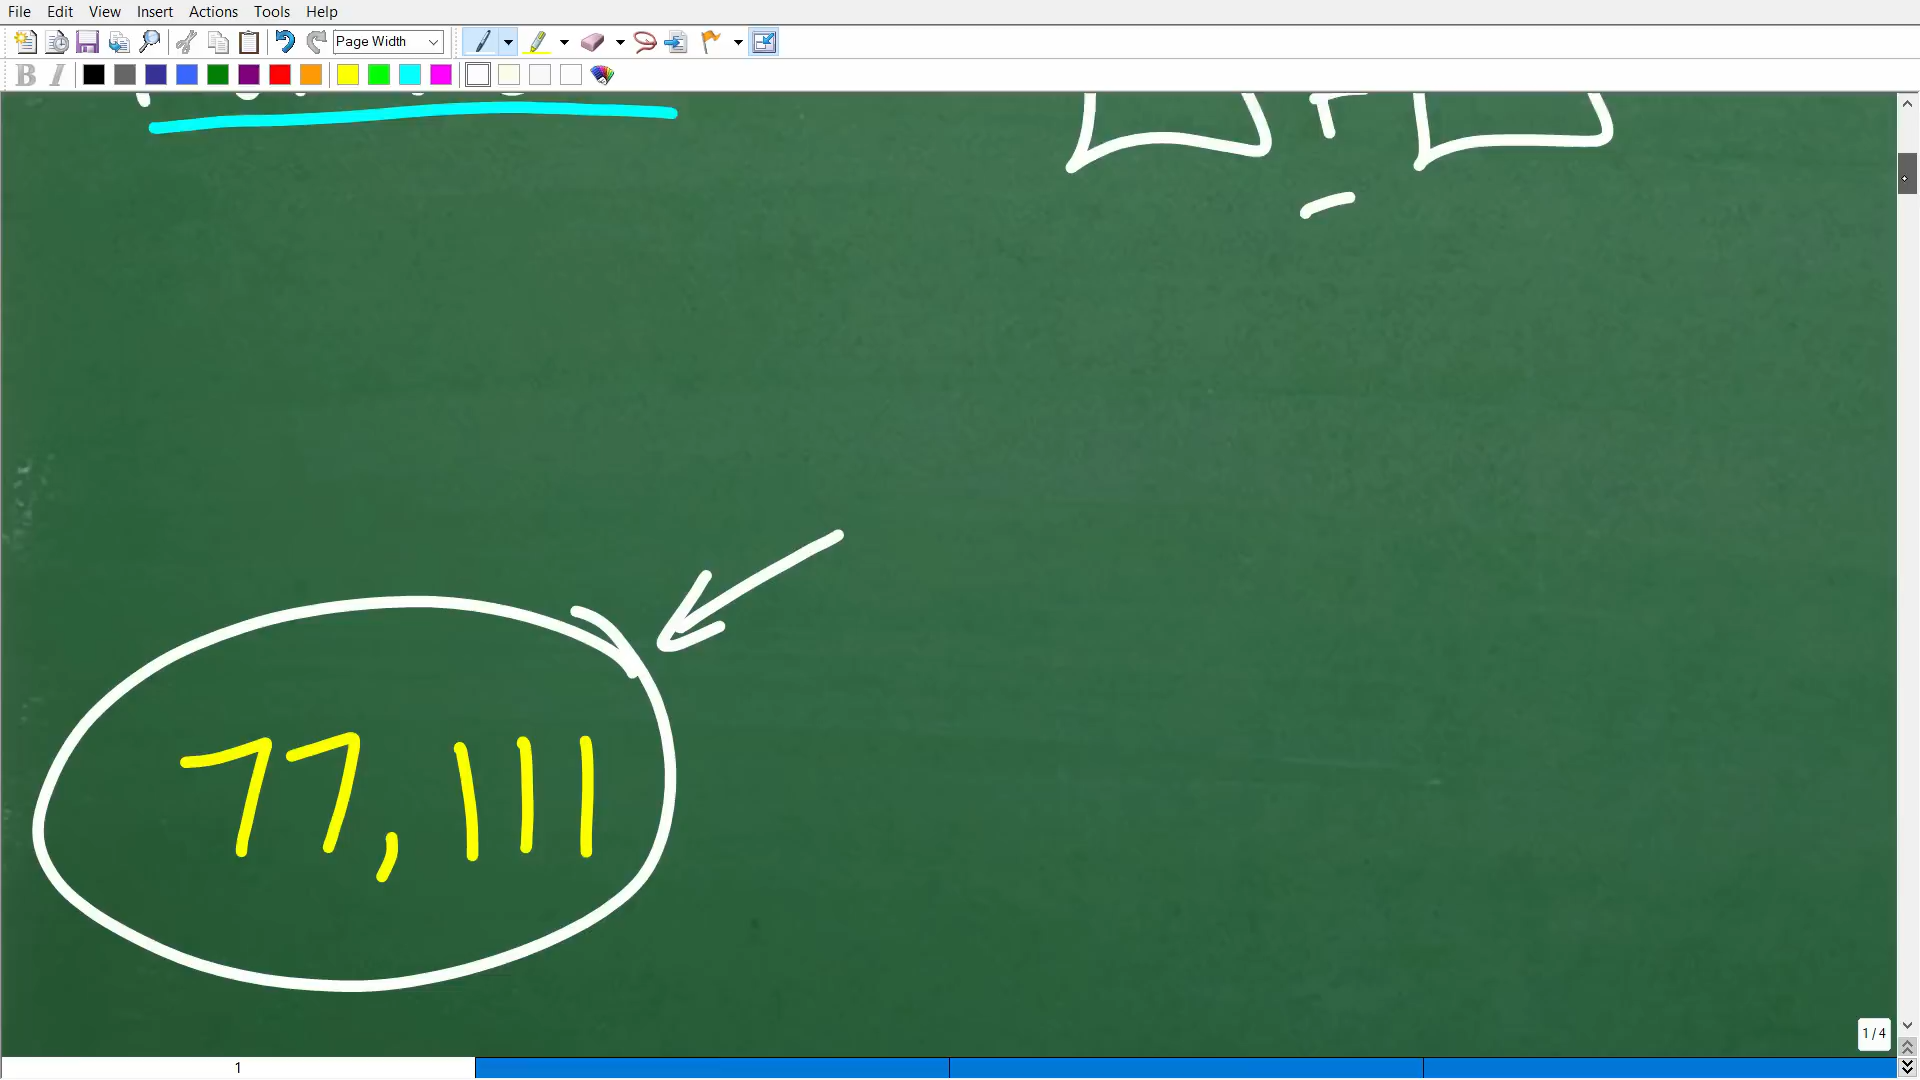 File Edit View Insert Actions Tools Help
Page Width
B I
77,111
1/4
1